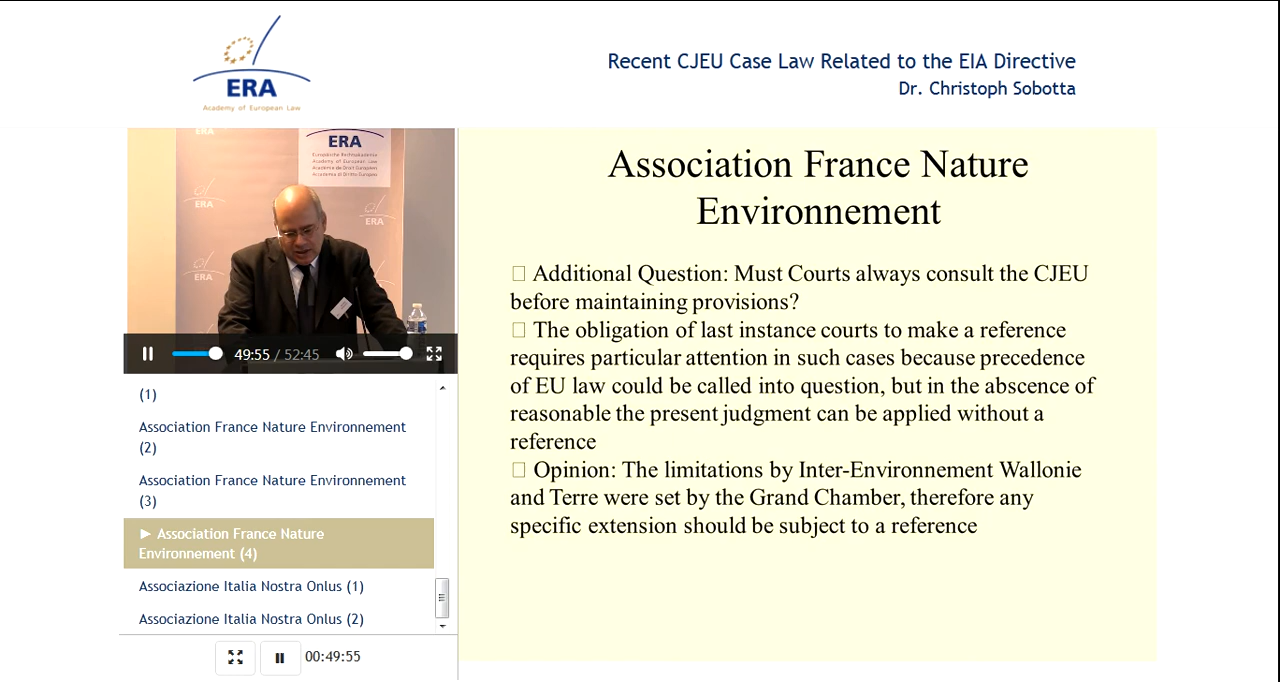 ERA
Academy of European Law
Recent CJEU Case Law Related to the EIA Directive
Dr. Christoph Sobotta
ERA
ERA
Europäische Rechtsakademie
Academy of European Law
Académie de Droit Européen
Accademia di Diritto Europeo
ERA
ERA
ERA
49:55 / 52:45
(1)
Association France Nature Environnement
(2)
Association France Nature Environnement
(3)
► Association France Nature
Environnement (4)
Associazione Italia Nostra Onlus (1)
Associazione Italia Nostra Onlus (2)
00:49:55
Association France Nature
Environnement
Additional Question: Must Courts always consult the CJEU
before maintaining provisions?
The obligation of last instance courts to make a reference
requires particular attention in such cases because precedence
of EU law could be called into question, but in the abscence of
reasonable the present judgment can be applied without a
reference
Opinion: The limitations by Inter-Environnement Wallonie
and Terre were set by the Grand Chamber, therefore any
specific extension should be subject to a reference